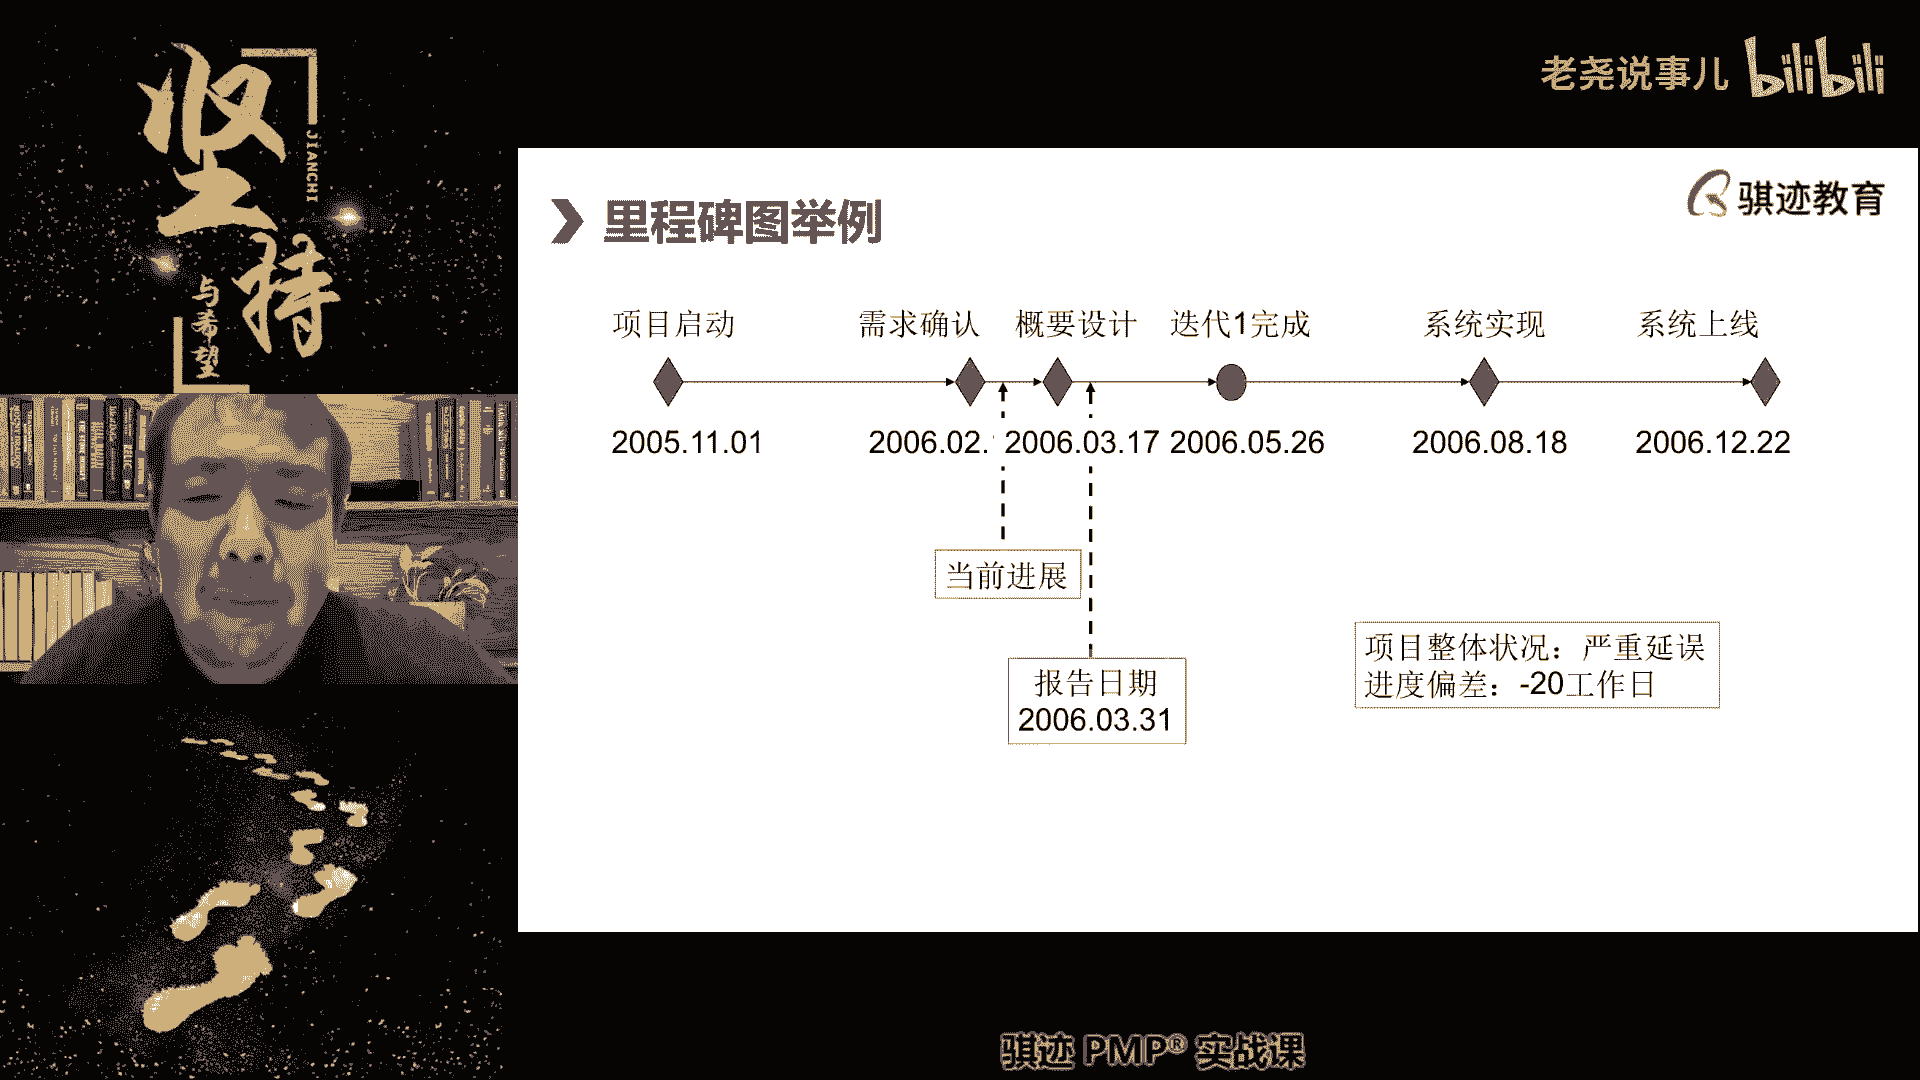 坚持
JIANCHI
与希望
老尧说事儿 bilibili
骐迹教育
里程碑图举例
项目启动 需求确认 概要设计 迭代1完成 系统实现 系统上线
2005.11.01 2006.02. 2006.03.17 2006.05.26 2006.08.18 2006.12.22
当前进展
报告日期
2006.03.31
项目整体状况：严重延误
进度偏差：-20工作日
骐迹 PMP® 实战课